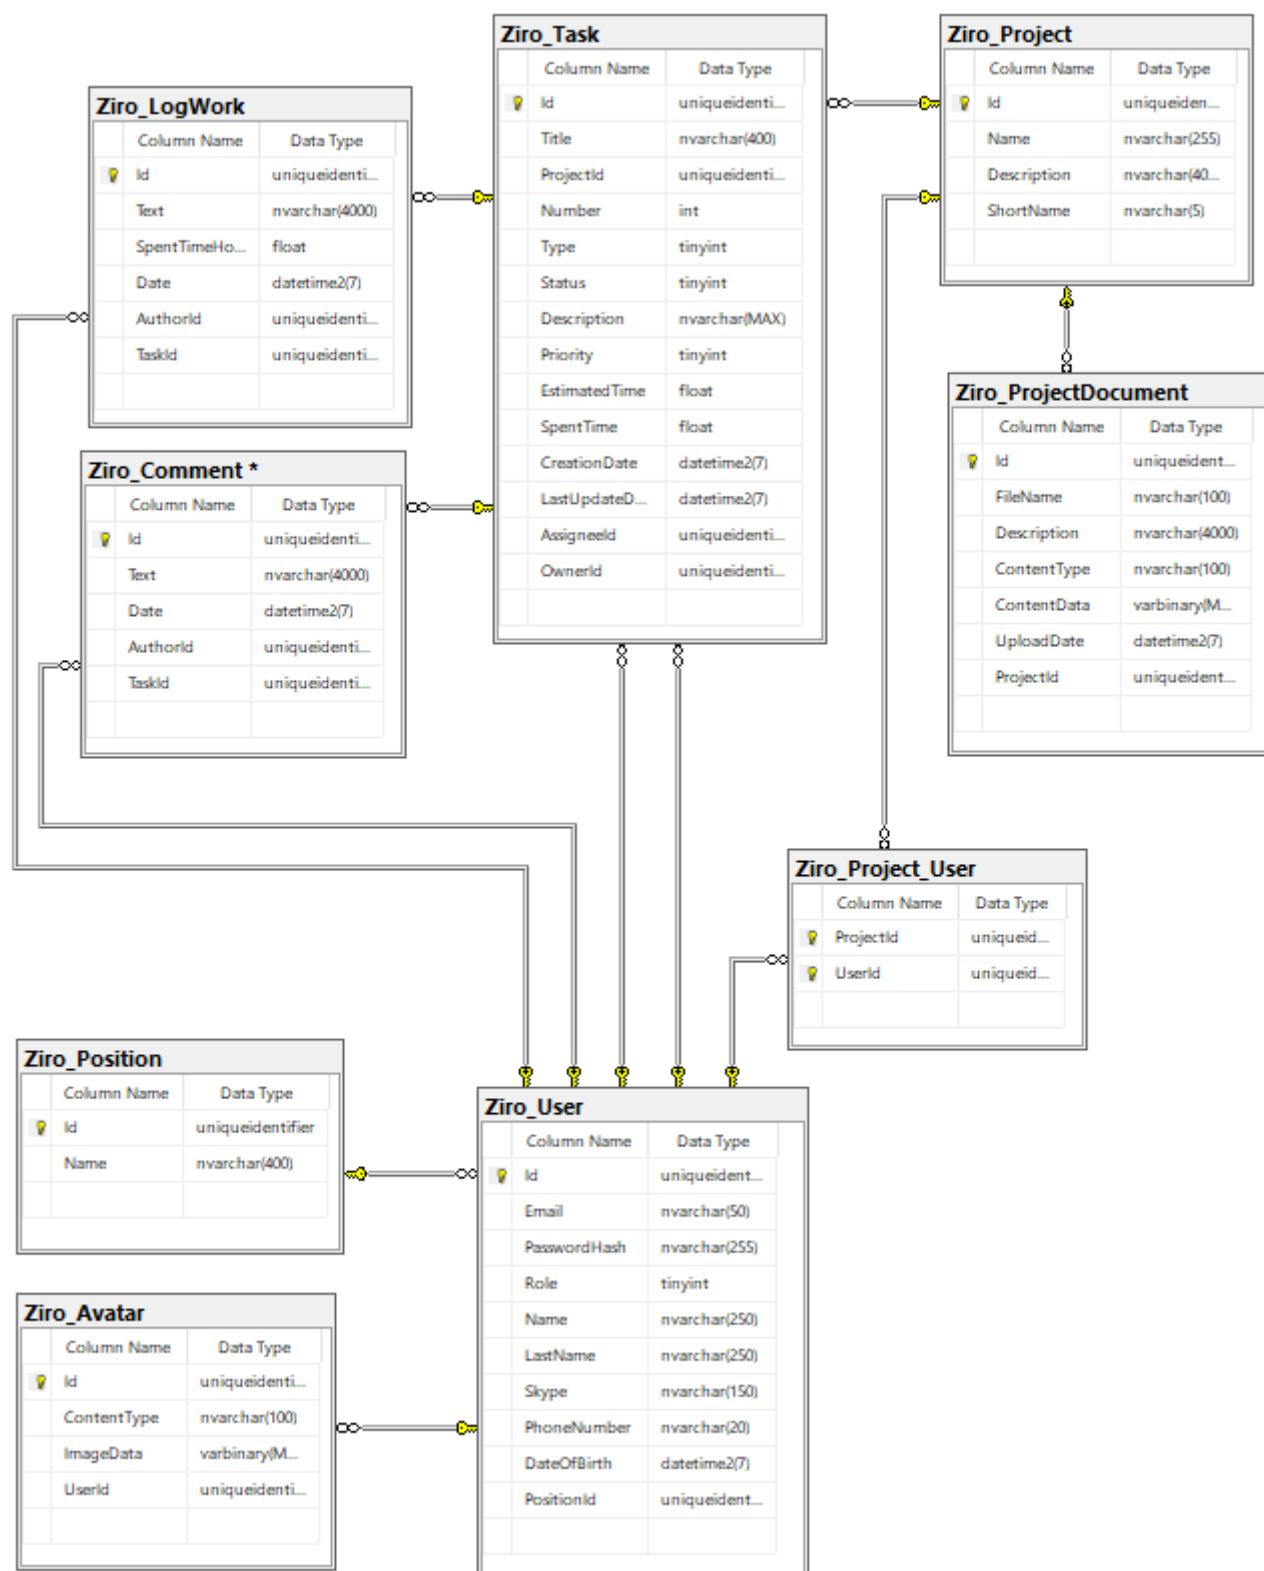 Ziro_Task
Column Name Data Type
Id uniqueidenti...
Title nvarchar(400)
ProjectId uniqueidenti...
Number int
Type tinyint
Status tinyint
Description nvarchar(MAX)
Priority tinyint
EstimatedTime float
SpentTime float
CreationDate datetime2(7)
LastUpdateD... datetime2(7)
AssigneeId uniqueidenti...
OwnerId uniqueidenti...
Ziro_Project
Column Name Data Type
Id uniqueiden...
Name nvarchar(255)
Description nvarchar(40...
ShortName nvarchar(5)
Ziro_LogWork
Column Name Data Type
Id uniqueidenti...
Text nvarchar(4000)
SpentTimeHo... float
Date datetime2(7)
AuthorId uniqueidenti...
TaskId uniqueidenti...
Ziro_ProjectDocument
Column Name Data Type
Id uniqueident...
FileName nvarchar(100)
Description nvarchar(4000)
ContentType nvarchar(100)
ContentData varbinary(M...
UploadDate datetime2(7)
ProjectId uniqueident...
Ziro_Comment *
Column Name Data Type
Id uniqueidenti...
Text nvarchar(4000)
Date datetime2(7)
AuthorId uniqueidenti...
TaskId uniqueidenti...
Ziro_Project_User
Column Name Data Type
ProjectId uniqueid...
UserId uniqueid...
Ziro_Position
Column Name Data Type
Id uniqueidentifier
Name nvarchar(400)
Ziro_User
Column Name Data Type
Id uniqueident...
Email nvarchar(50)
PasswordHash nvarchar(255)
Role tinyint
Name nvarchar(250)
LastName nvarchar(250)
Skype nvarchar(150)
PhoneNumber nvarchar(20)
DateOfBirth datetime2(7)
PositionId uniqueident...
Ziro_Avatar
Column Name Data Type
Id uniqueidenti...
ContentType nvarchar(100)
ImageData varbinary(M...
UserId uniqueidenti...